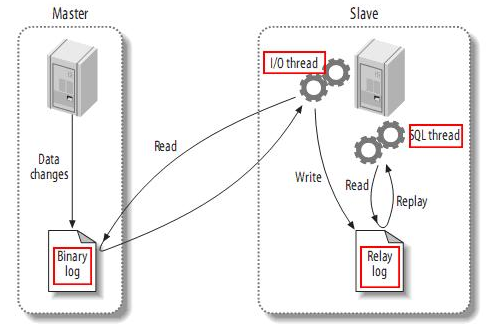 Master
Slave
I/O thread
SQL thread
Data
changes
Read
Write
Read
Replay
Binary
log
Relay
log